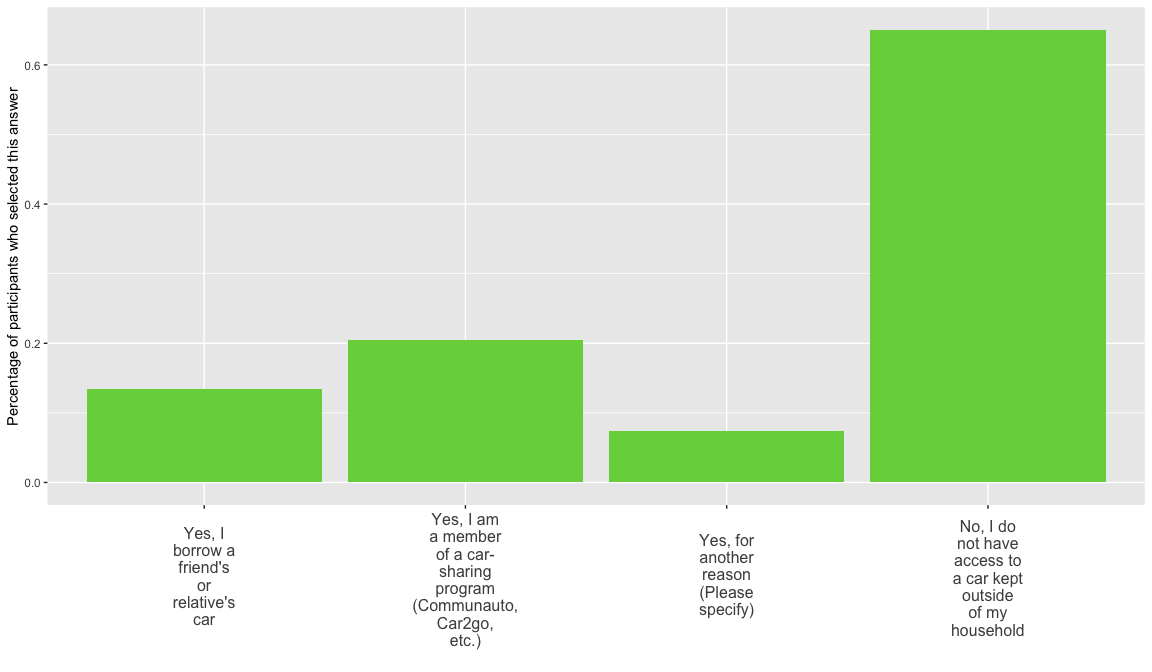 Percentage of participants who selected this answer
0.6
0.4
0.2
0.0
Yes, I
borrow a
friend's
or
relative's
car
Yes, I am
a member
of a car-
sharing
program
(Communauto,
Car2go,
etc.)
Yes, for
another
reason
(Please
specify)
No, I do
not have
access to
a car kept
outside
of my
household